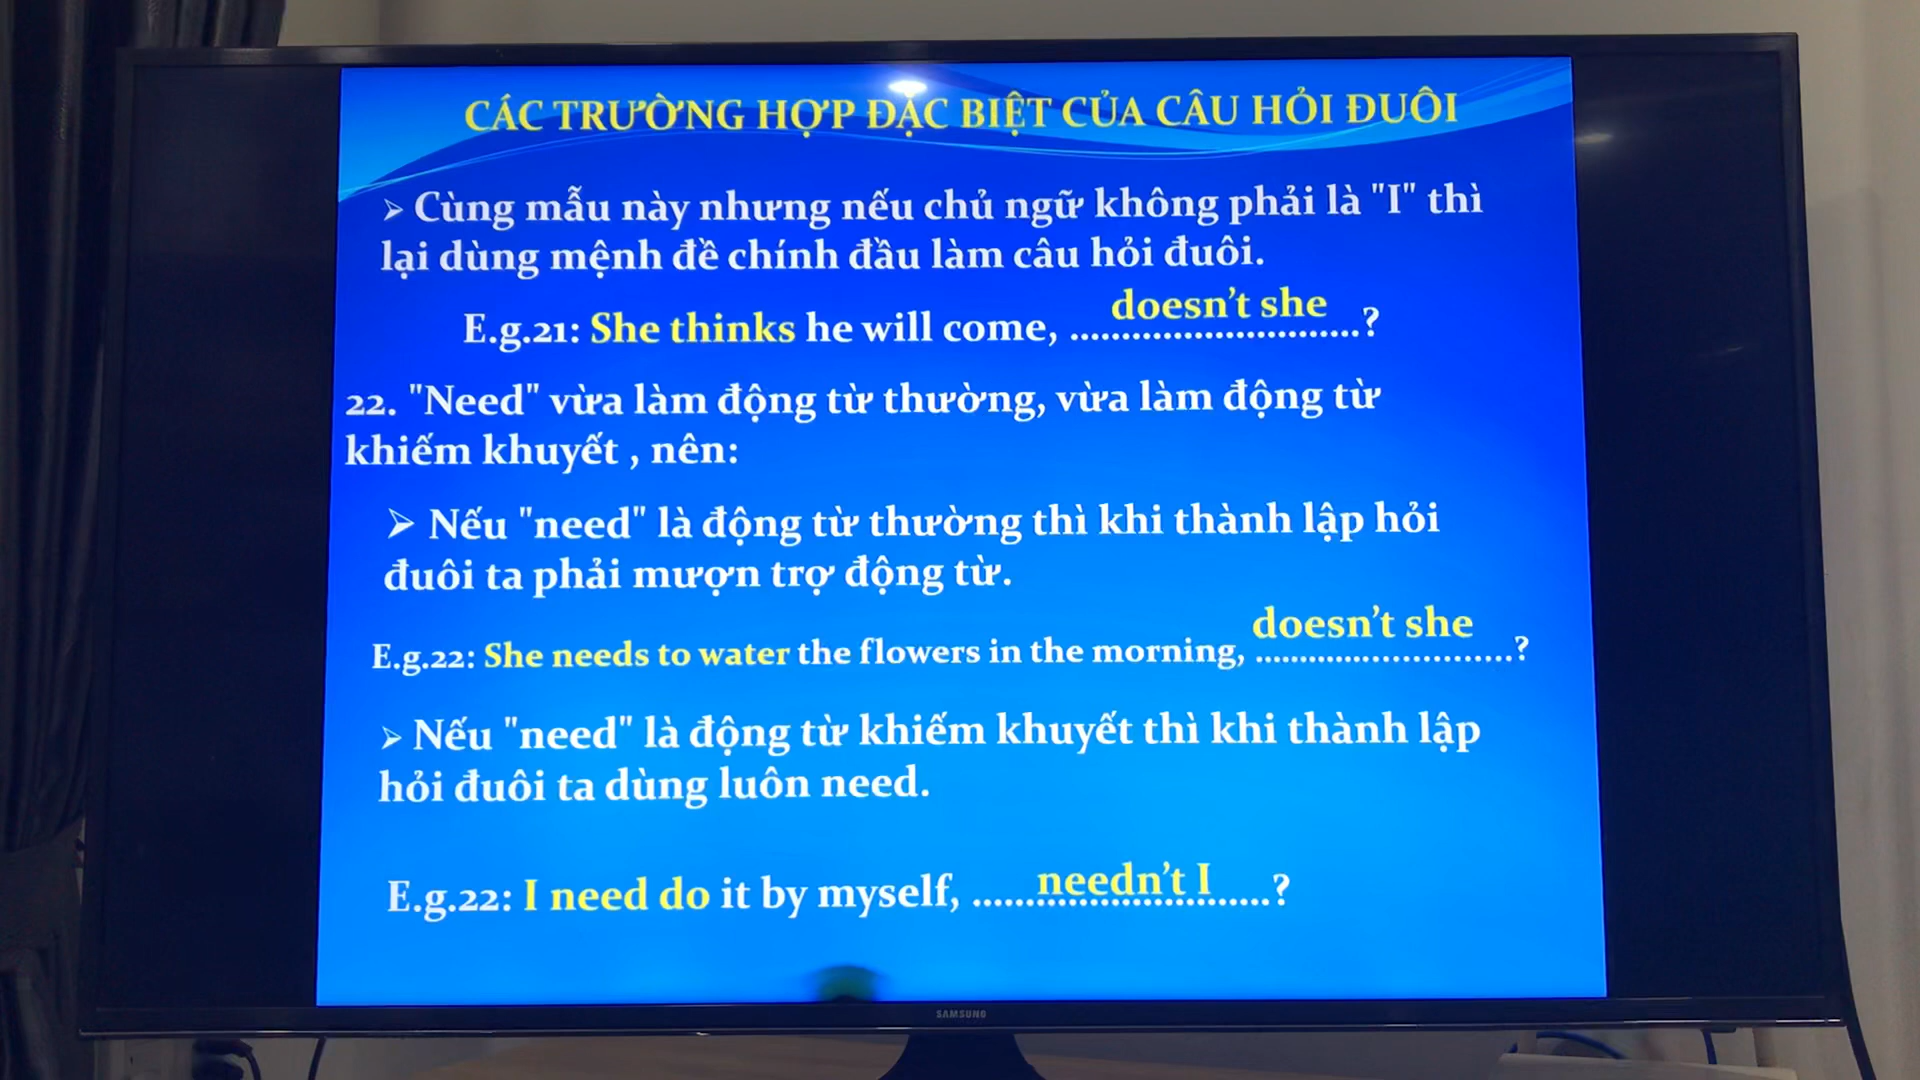 CÁC TRƯỜNG HỢP ĐẶC BIỆT CỦA CÂU HỎI ĐUÔI
➢ Cùng mẫu này nhưng nếu chủ ngữ không phải là "I" thì
lại dùng mệnh đề chính đầu làm câu hỏi đuôi.
E.g.21: She thinks he will come, ......doesn't she......?
22. "Need" vừa làm động từ thường, vừa làm động từ
khiếm khuyết , nên:
➢ Nếu "need" là động từ thường thì khi thành lập hỏi
đuôi ta phải mượn trợ động từ.
E.g.22: She needs to water the flowers in the morning, ......doesn't she......?
➢ Nếu "need" là động từ khiếm khuyết thì khi thành lập
hỏi đuôi ta dùng luôn need.
E.g.22: I need do it by myself, ......needn't I......?
SAMSUNG